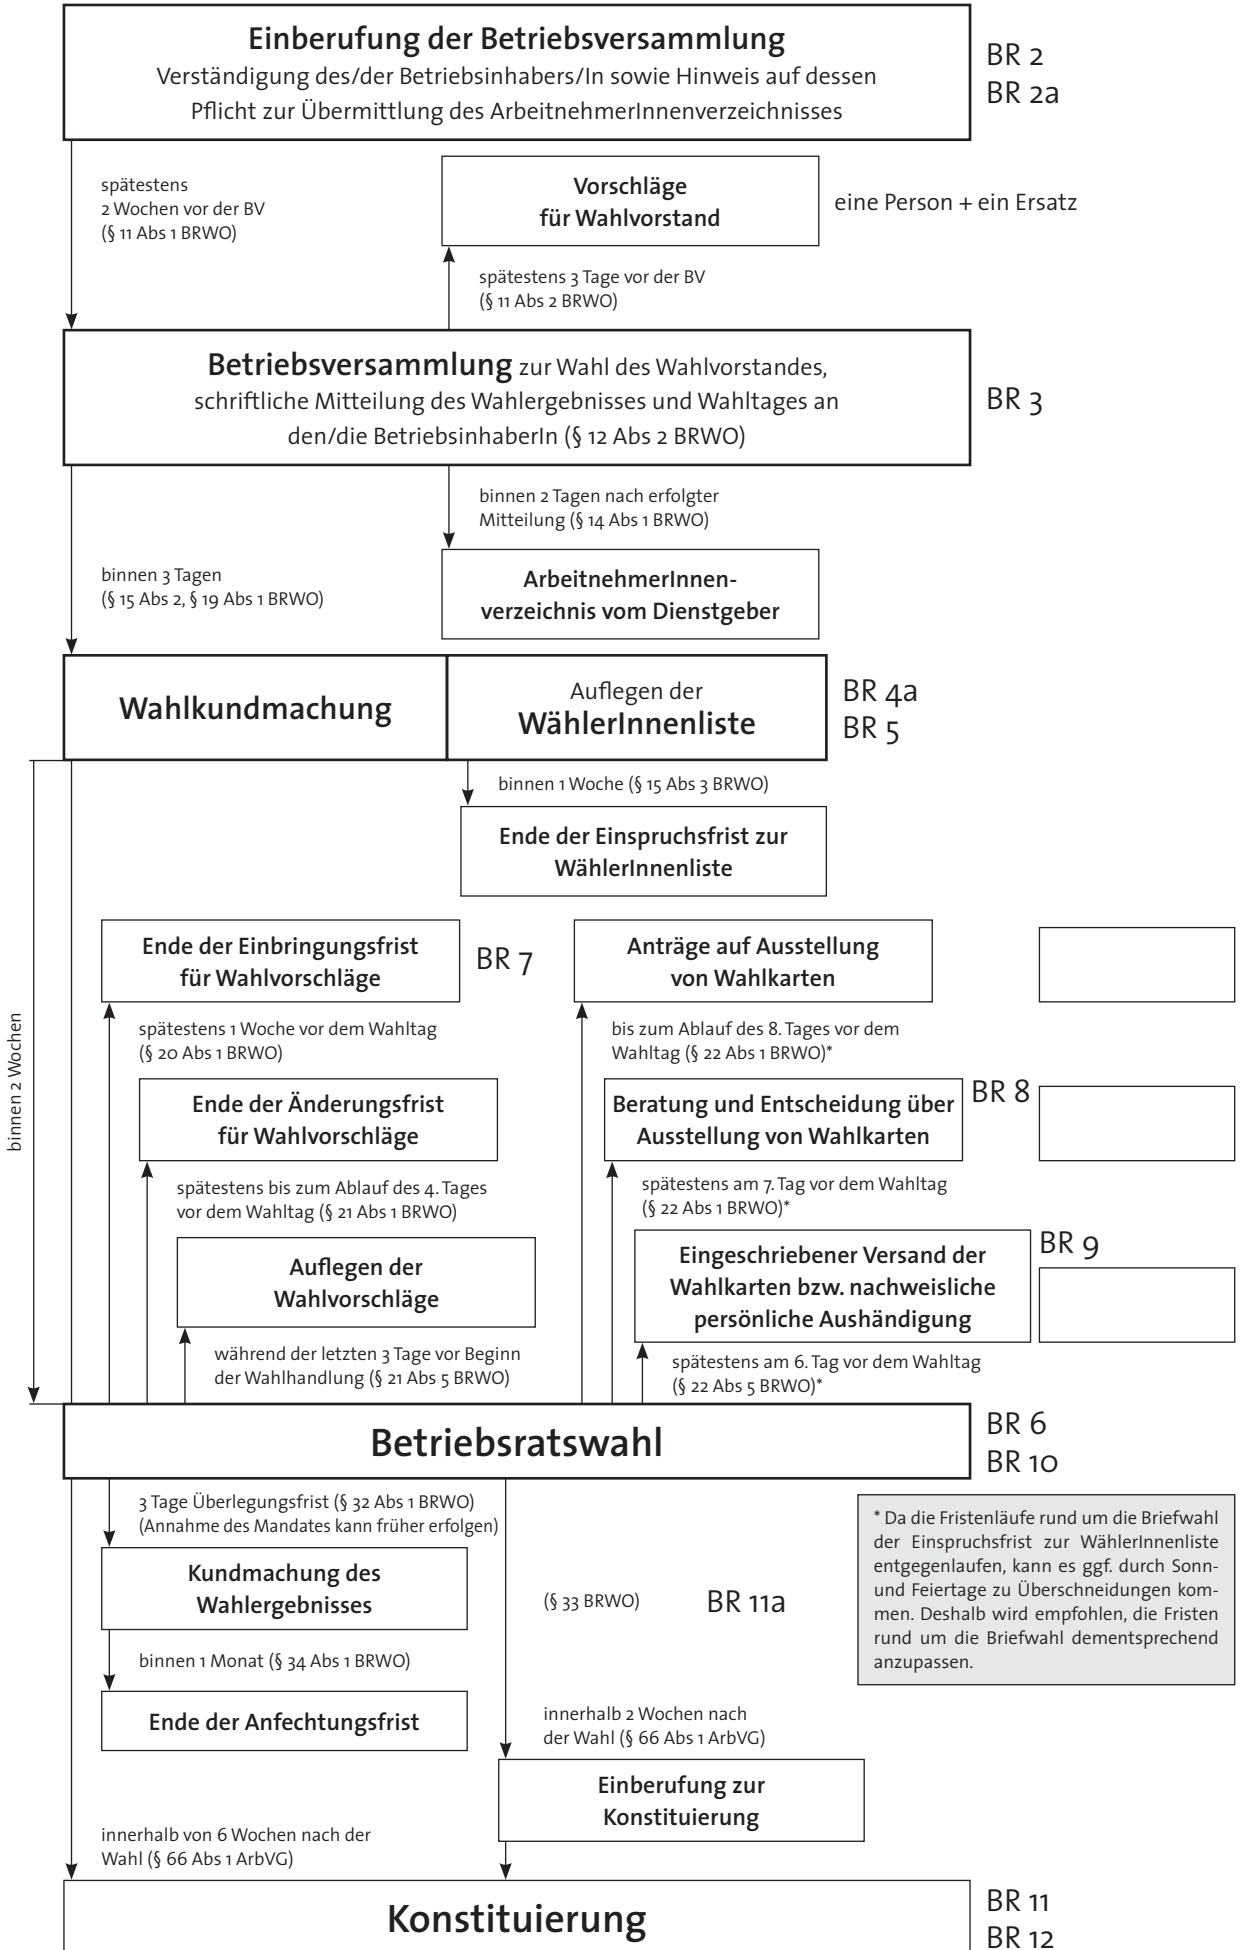 Einberufung der Betriebsversammlung
Verständigung des/der Betriebsinhabers/In sowie Hinweis auf dessen
Pflicht zur Übermittlung des ArbeitnehmerInnenverzeichnisses
BR 2
BR 2a
spätestens
2 Wochen vor der BV
(§ 11 Abs 1 BRWO)
Vorschläge
für Wahlvorstand
eine Person + ein Ersatz
spätestens 3 Tage vor der BV
(§ 11 Abs 2 BRWO)
Betriebsversammlung zur Wahl des Wahlvorstandes,
schriftliche Mitteilung des Wahlergebnisses und Wahltages an
den/die BetriebsinhaberIn (§ 12 Abs 2 BRWO)
BR 3
binnen 2 Tagen nach erfolgter
Mitteilung (§ 14 Abs 1 BRWO)
binnen 3 Tagen
(§ 15 Abs 2, § 19 Abs 1 BRWO)
ArbeitnehmerInnen-
verzeichnis vom Dienstgeber
Wahlkundmachung
Auflegen der
WählerInnenliste
BR 4a
BR 5
binnen 1 Woche (§ 15 Abs 3 BRWO)
Ende der Einspruchsfrist zur
WählerInnenliste
binnen 2 Wochen
Ende der Einbringungsfrist
für Wahlvorschläge
BR 7
Anträge auf Ausstellung
von Wahlkarten
spätestens 1 Woche vor dem Wahltag
(§ 20 Abs 1 BRWO)
bis zum Ablauf des 8. Tages vor dem
Wahltag (§ 22 Abs 1 BRWO)*
Ende der Änderungsfrist
für Wahlvorschläge
Beratung und Entscheidung über
Ausstellung von Wahlkarten
BR 8
spätestens bis zum Ablauf des 4. Tages
vor dem Wahltag (§ 21 Abs 1 BRWO)
spätestens am 7. Tag vor dem Wahltag
(§ 22 Abs 1 BRWO)*
Auflegen der
Wahlvorschläge
Eingeschriebener Versand der
Wahlkarten bzw. nachweisliche
persönliche Aushändigung
BR 9
während der letzten 3 Tage vor Beginn
der Wahlhandlung (§ 21 Abs 5 BRWO)
spätestens am 6. Tag vor dem Wahltag
(§ 22 Abs 5 BRWO)*
Betriebsratswahl
BR 6
BR 10
3 Tage Überlegungsfrist (§ 32 Abs 1 BRWO)
(Annahme des Mandates kann früher erfolgen)
Kundmachung des
Wahlergebnisses
(§ 33 BRWO)
BR 11a
* Da die Fristenläufe rund um die Briefwahl
der Einspruchsfrist zur WählerInnenliste
entgegenlaufen, kann es ggf. durch Sonn-
und Feiertage zu Überschneidungen kom-
men. Deshalb wird empfohlen, die Fristen
rund um die Briefwahl dementsprechend
anzupassen.
binnen 1 Monat (§ 34 Abs 1 BRWO)
Ende der Anfechtungsfrist
innerhalb 2 Wochen nach
der Wahl (§ 66 Abs 1 ArbVG)
Einberufung zur
Konstituierung
innerhalb von 6 Wochen nach der
Wahl (§ 66 Abs 1 ArbVG)
Konstituierung
BR 11
BR 12